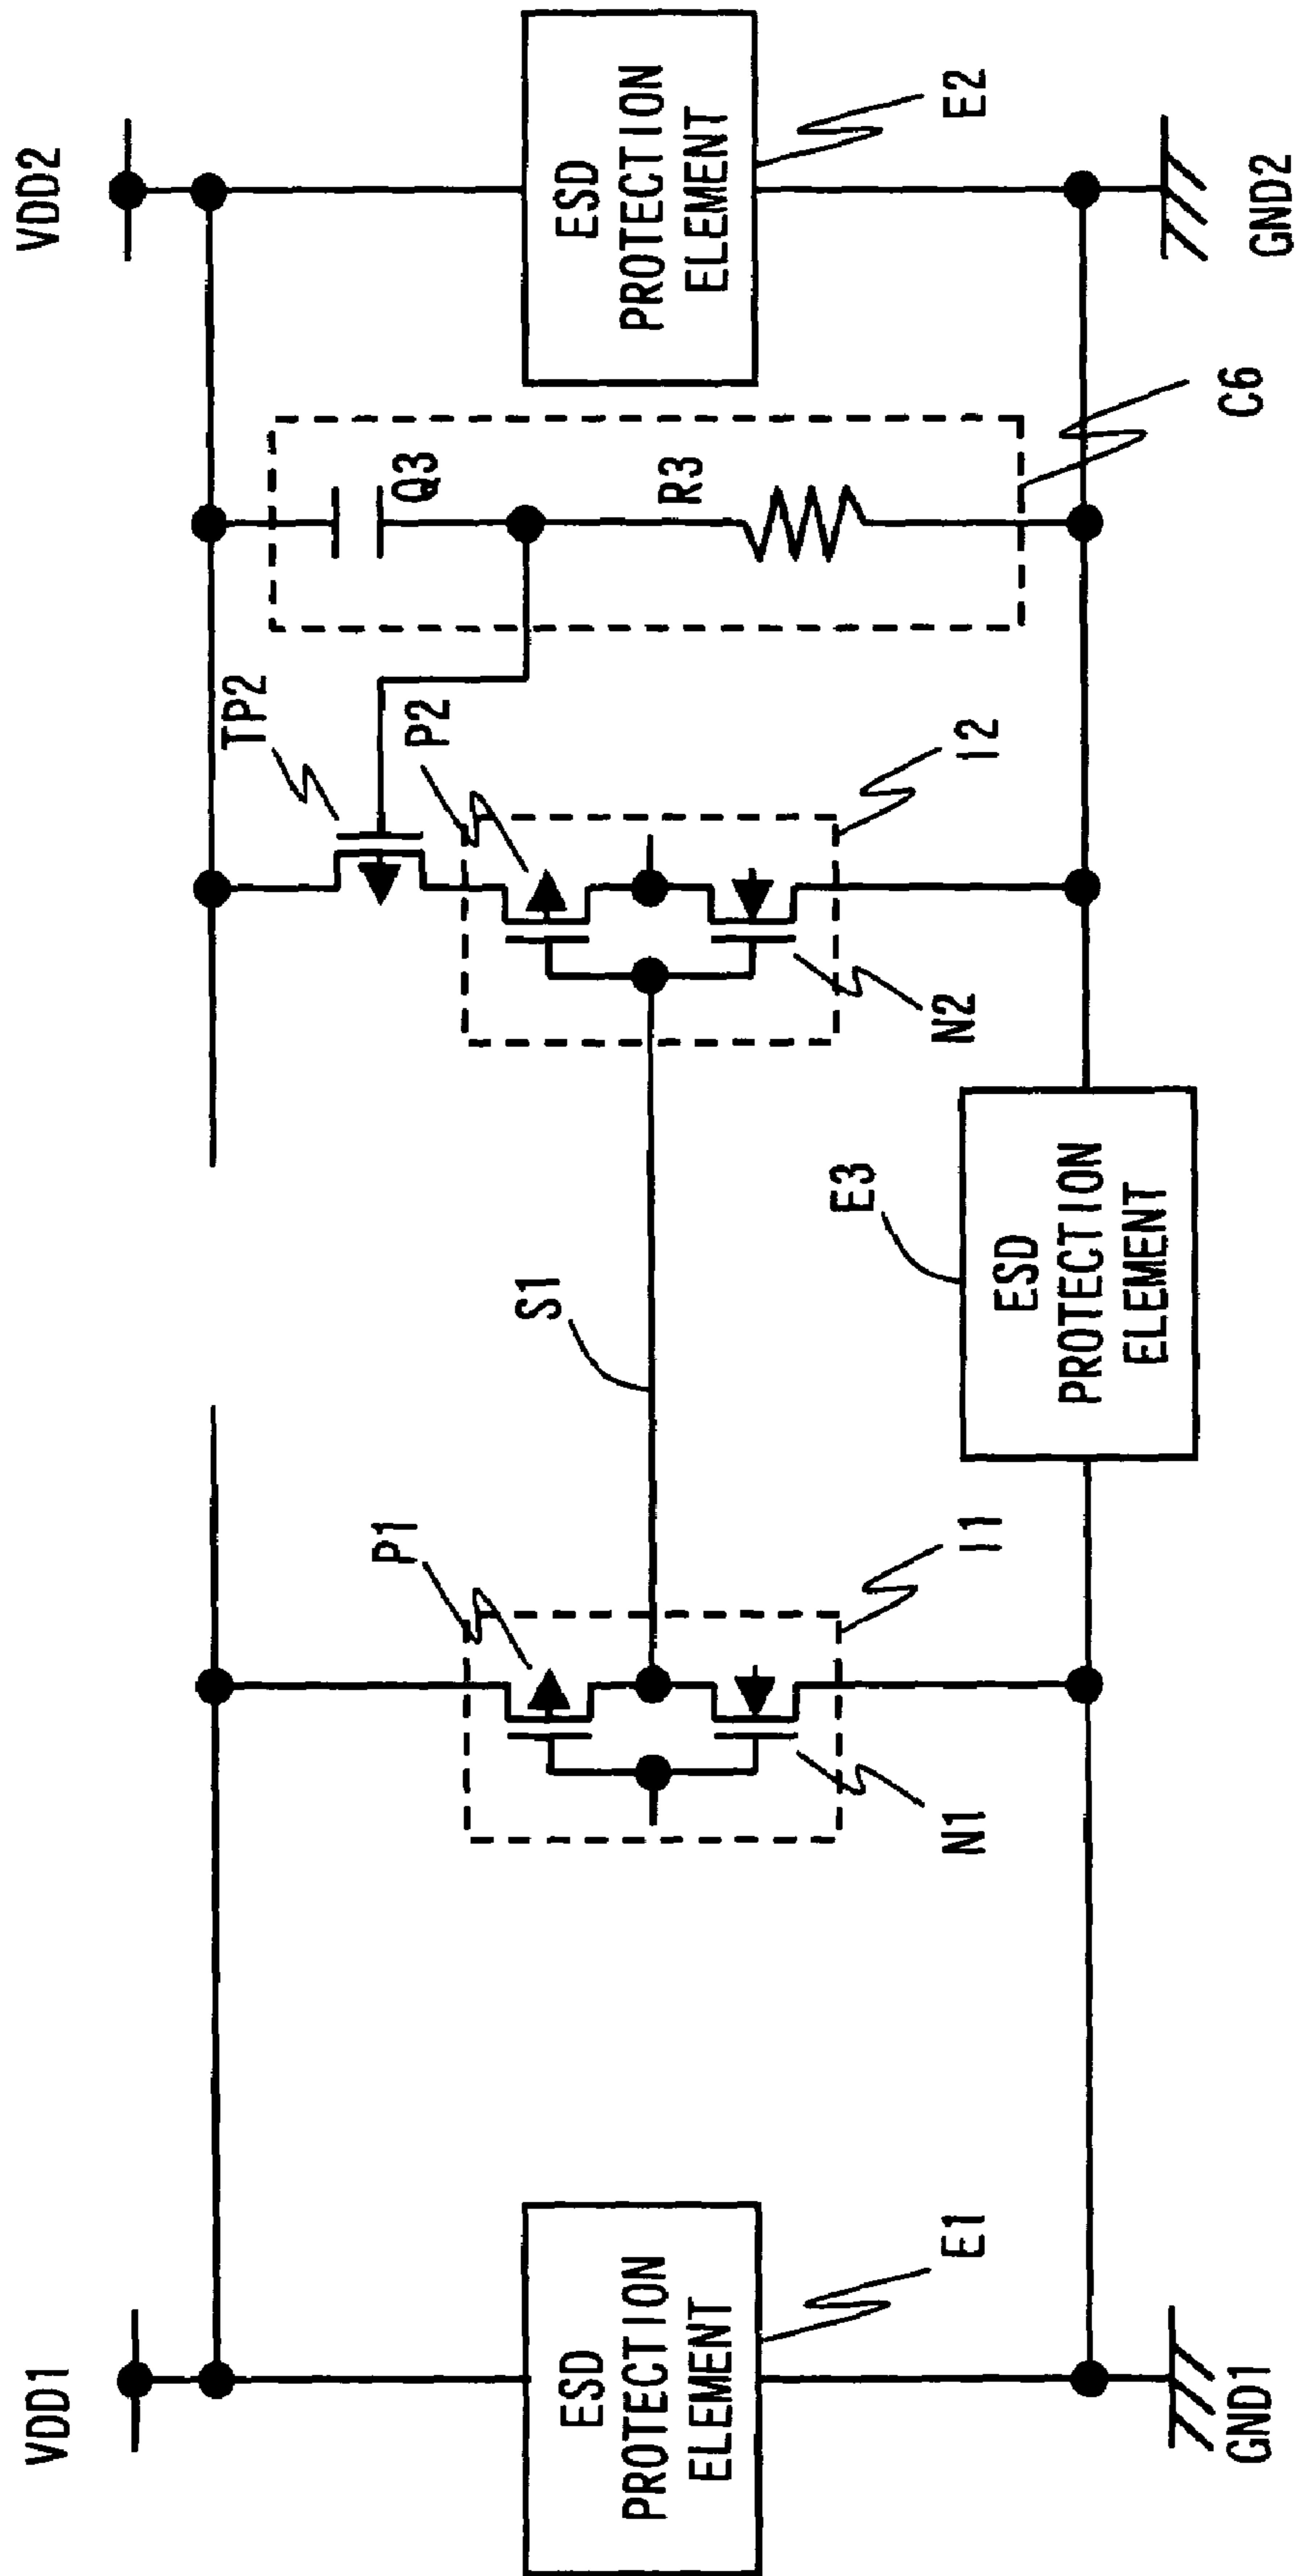 VDD1
VDD2
ESD
PROTECTION
ELEMENT
E1
P1
N1
I1
S1
E3
ESD
PROTECTION
ELEMENT
TP2
P2
N2
I2
Q3
R3
C6
ESD
PROTECTION
ELEMENT
E2
GND1
GND2